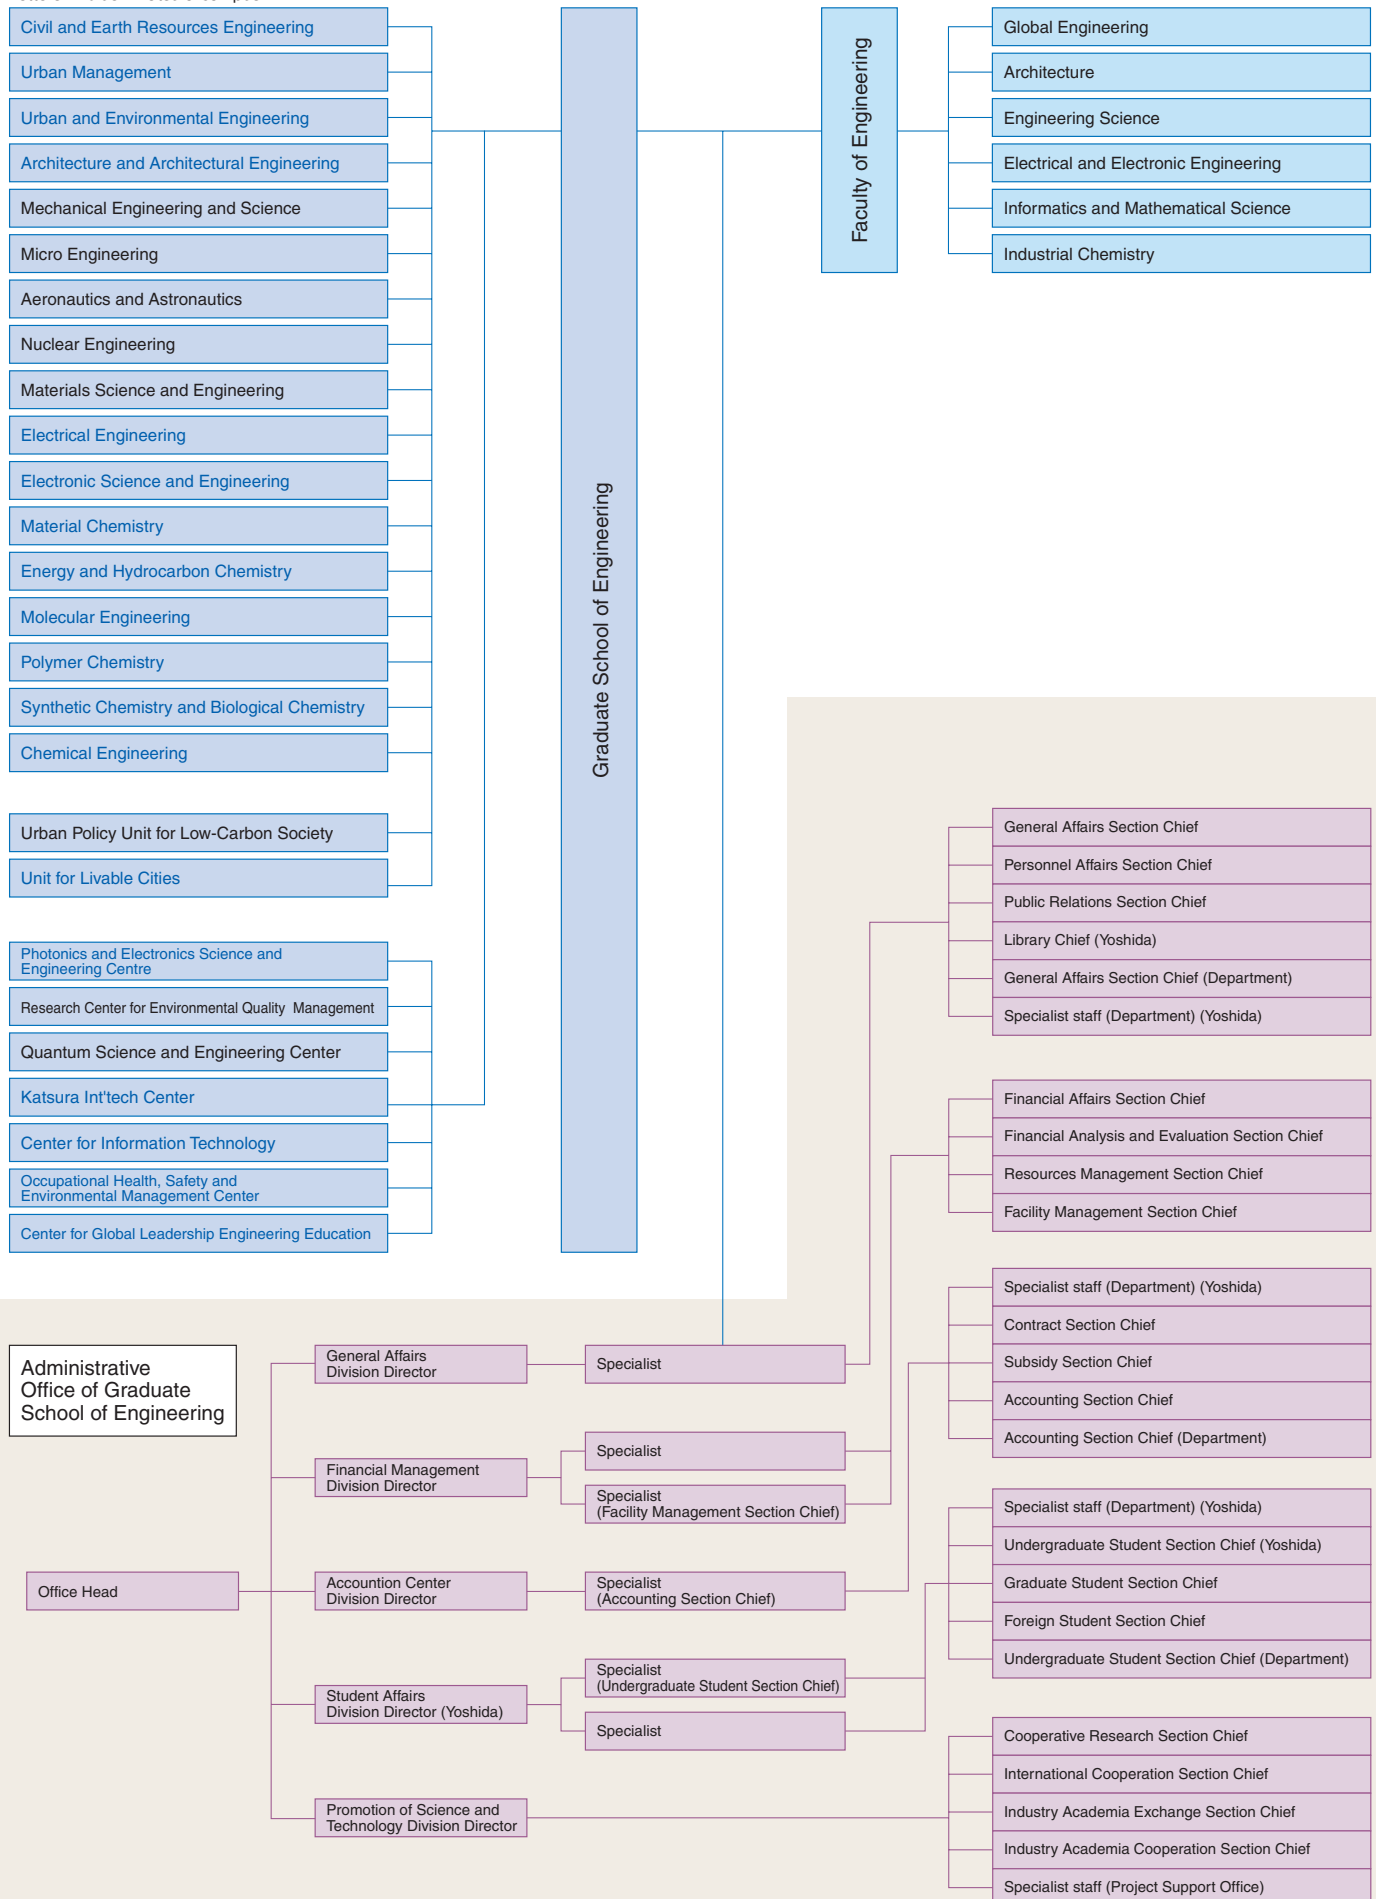 Civil and Earth Resources Engineering
Urban Management
Urban and Environmental Engineering
Architecture and Architectural Engineering
Mechanical Engineering and Science
Micro Engineering
Aeronautics and Astronautics
Nuclear Engineering
Materials Science and Engineering
Electrical Engineering
Electronic Science and Engineering
Material Chemistry
Energy and Hydrocarbon Chemistry
Molecular Engineering
Polymer Chemistry
Synthetic Chemistry and Biological Chemistry
Chemical Engineering
Urban Policy Unit for Low-Carbon Society
Unit for Livable Cities
Photonics and Electronics Science and
Engineering Centre
Research Center for Environmental Quality Management
Quantum Science and Engineering Center
Katsura Int'tech Center
Center for Information Technology
Occupational Health, Safety and
Environmental Management Center
Center for Global Leadership Engineering Education
Graduate School of Engineering
Faculty of Engineering
Global Engineering
Architecture
Engineering Science
Electrical and Electronic Engineering
Informatics and Mathematical Science
Industrial Chemistry
Administrative
Office of Graduate
School of Engineering
Office Head
General Affairs
Division Director
Financial Management
Division Director
Accountion Center
Division Director
Student Affairs
Division Director (Yoshida)
Promotion of Science and
Technology Division Director
Specialist
Specialist
Specialist
(Facility Management Section Chief)
Specialist
(Accounting Section Chief)
Specialist
(Undergraduate Student Section Chief)
Specialist
General Affairs Section Chief
Personnel Affairs Section Chief
Public Relations Section Chief
Library Chief (Yoshida)
General Affairs Section Chief (Department)
Specialist staff (Department) (Yoshida)
Financial Affairs Section Chief
Financial Analysis and Evaluation Section Chief
Resources Management Section Chief
Facility Management Section Chief
Specialist staff (Department) (Yoshida)
Contract Section Chief
Subsidy Section Chief
Accounting Section Chief
Accounting Section Chief (Department)
Specialist staff (Department) (Yoshida)
Undergraduate Student Section Chief (Yoshida)
Graduate Student Section Chief
Foreign Student Section Chief
Undergraduate Student Section Chief (Department)
Cooperative Research Section Chief
International Cooperation Section Chief
Industry Academia Exchange Section Chief
Industry Academia Cooperation Section Chief
Specialist staff (Project Support Office)